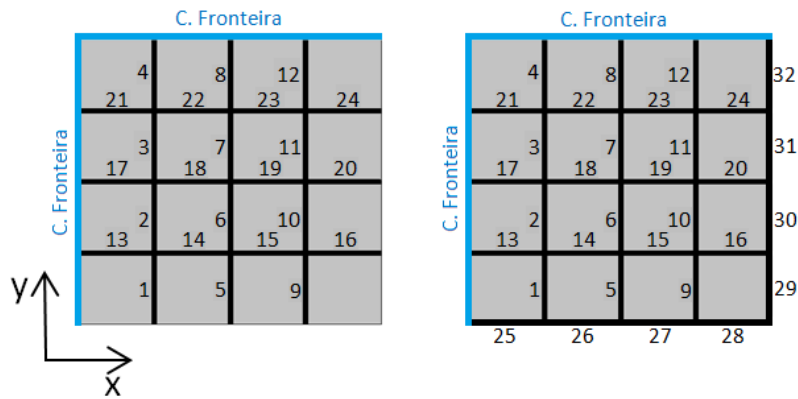 C. Fronteira
C. Fronteira
4 8 12
21 22 23 24
3 7 11
17 18 19 20
2 6 10
13 14 15 16
1 5 9
C. Fronteira
y
x
C. Fronteira
4 8 12 32
21 22 23 24
3 7 11 31
17 18 19 20
2 6 10 30
13 14 15 16
1 5 9 29
25 26 27 28